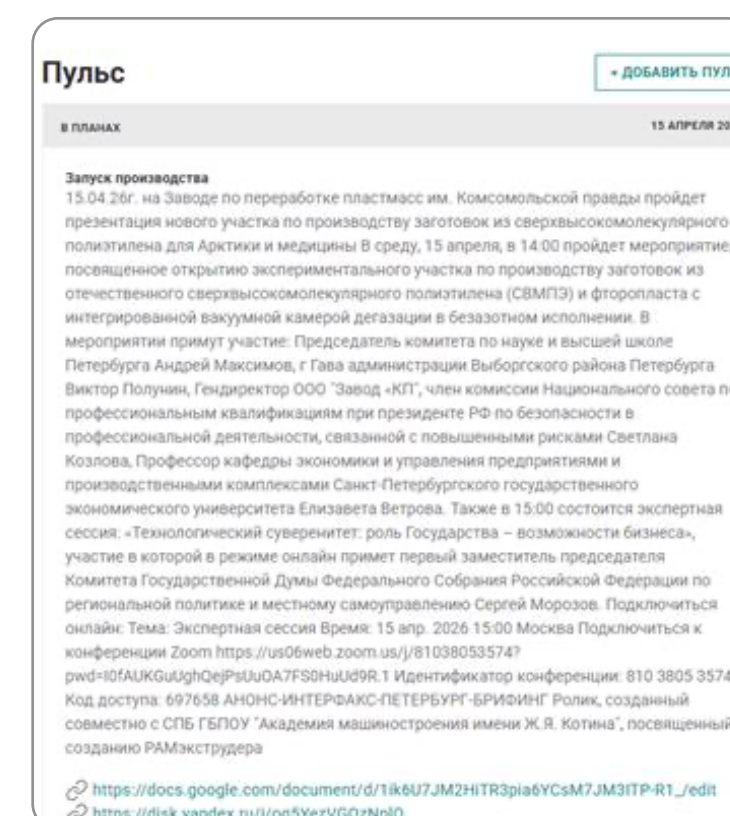 Пульс
+ ДОБАВИТЬ ПУЛ
В ПЛАНАХ
15 АПРЕЛЯ 20
Запуск производства
15.04.26г. на Заводе по переработке пластмасс им. Комсомольской правды пройдет
презентация нового участка по производству заготовок из сверхвысокомолекулярного
полиэтилена для Арктики и медицины В среду, 15 апреля, в 14:00 пройдет мероприятие,
посвященное открытию экспериментального участка по производству заготовок из
отечественного сверхвысокомолекулярного полиэтилена (СВМПЭ) и фторопласта с
интегрированной вакуумной камерой дегазации в безазотном исполнении. В
мероприятии примут участие: Председатель комитета по науке и высшей школе
Петербурга Андрей Максимов, г Гава администрации Выборгского района Петербурга
Виктор Полунин, Гендиректор ООО "Завод «КП", член комиссии Национального совета п
профессиональным квалификациям при президенте РФ по безопасности в
профессиональной деятельности, связанной с повышенными рисками Светлана
Козлова, Профессор кафедры экономики и управления предприятиями и
производственными комплексами Санкт-Петербургского государственного
экономического университета Елизавета Ветрова. Также в 15:00 состоится экспертная
сессия: «Технологический суверенитет: роль Государства – возможности бизнеса»,
участие в которой в режиме онлайн примет первый заместитель председателя
Комитета Государственной Думы Федерального Собрания Российской Федерации по
региональной политике и местному самоуправлению Сергей Морозов. Подключиться
онлайн: Тема: Экспертная сессия Время: 15 апр. 2026 15:00 Москва Подключиться к
конференции Zoom https://us06web.zoom.us/j/81038053574?
pwd=I0fAUKGuUghQejPsUuOA7FS0HuUd9R.1 Идентификатор конференции: 810 3805 3574
Код доступа: 697658 АНОНС-ИНТЕРФАКС-ПЕТЕРБУРГ-БРИФИНГ Ролик, созданный
совместно с СПБ ГБПОУ "Академия машиностроения имени Ж.Я. Котина", посвященный
созданию РАМэкструдера
https://docs.google.com/document/d/1ik6U7JM2HiTR3pia6YCsM7JM3ITP-R1_/edit